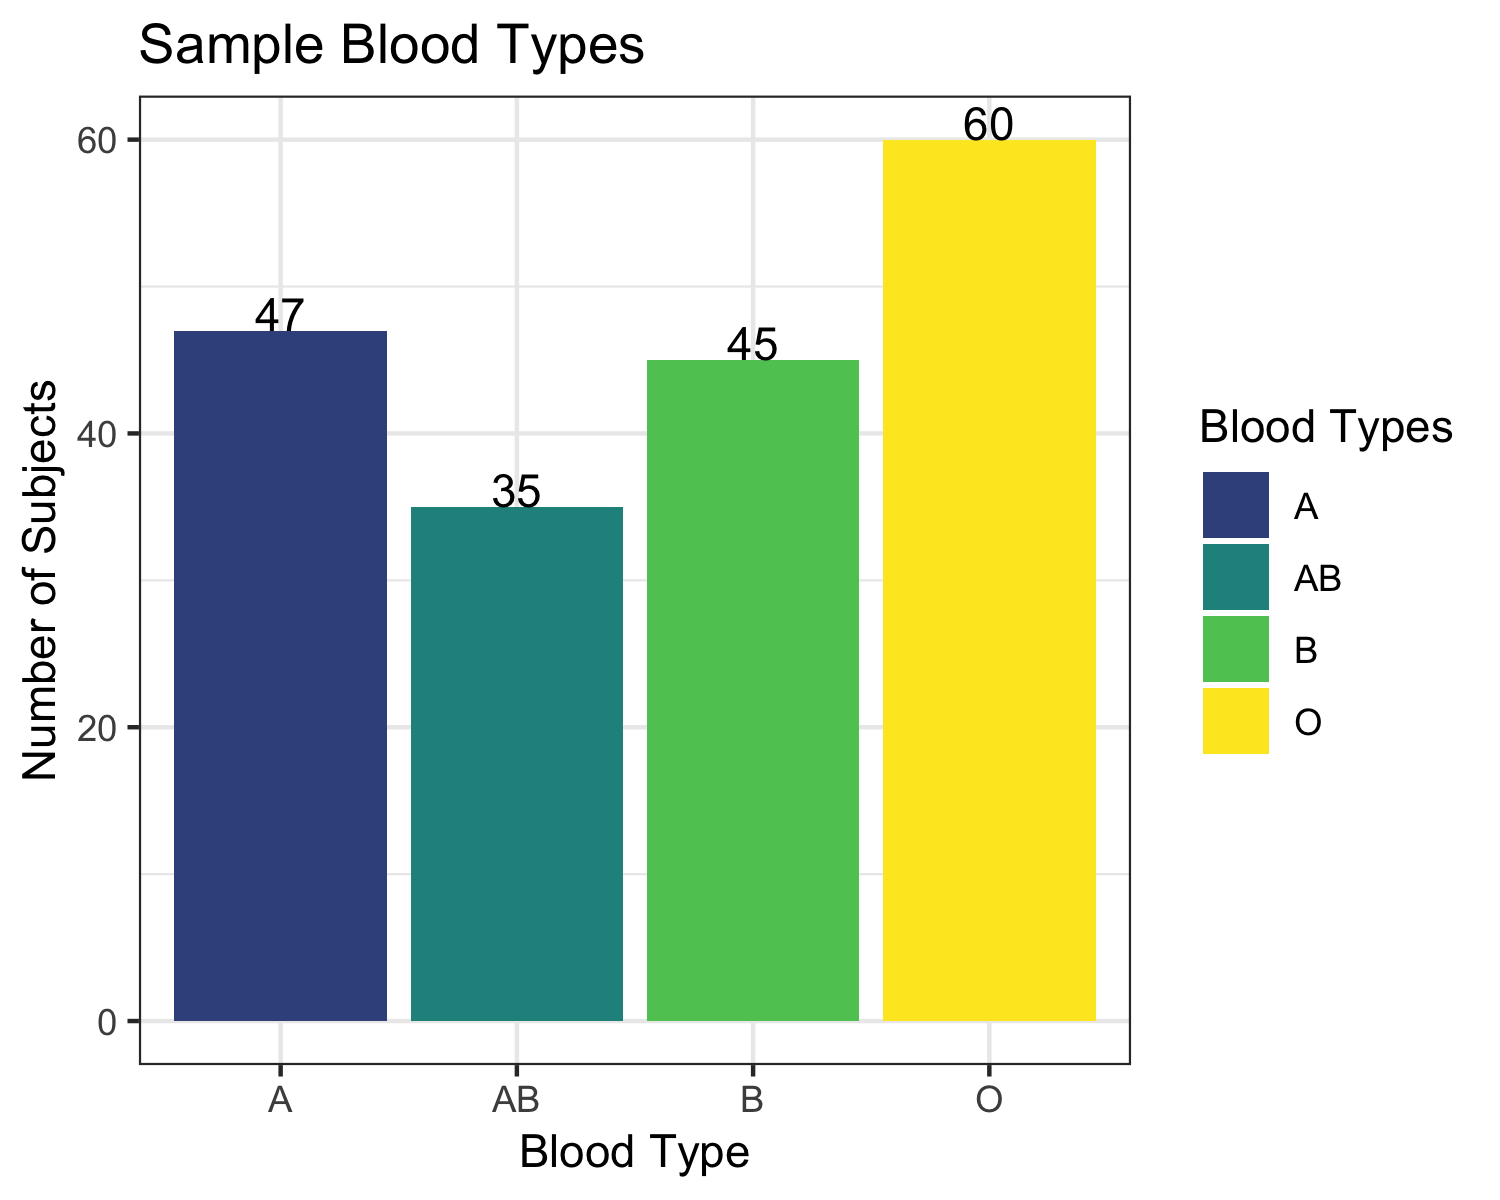 Sample Blood Types
60
40
20
0
47
35
45
60
Number of Subjects
A
AB
B
O
Blood Type
Blood Types
A
AB
B
O